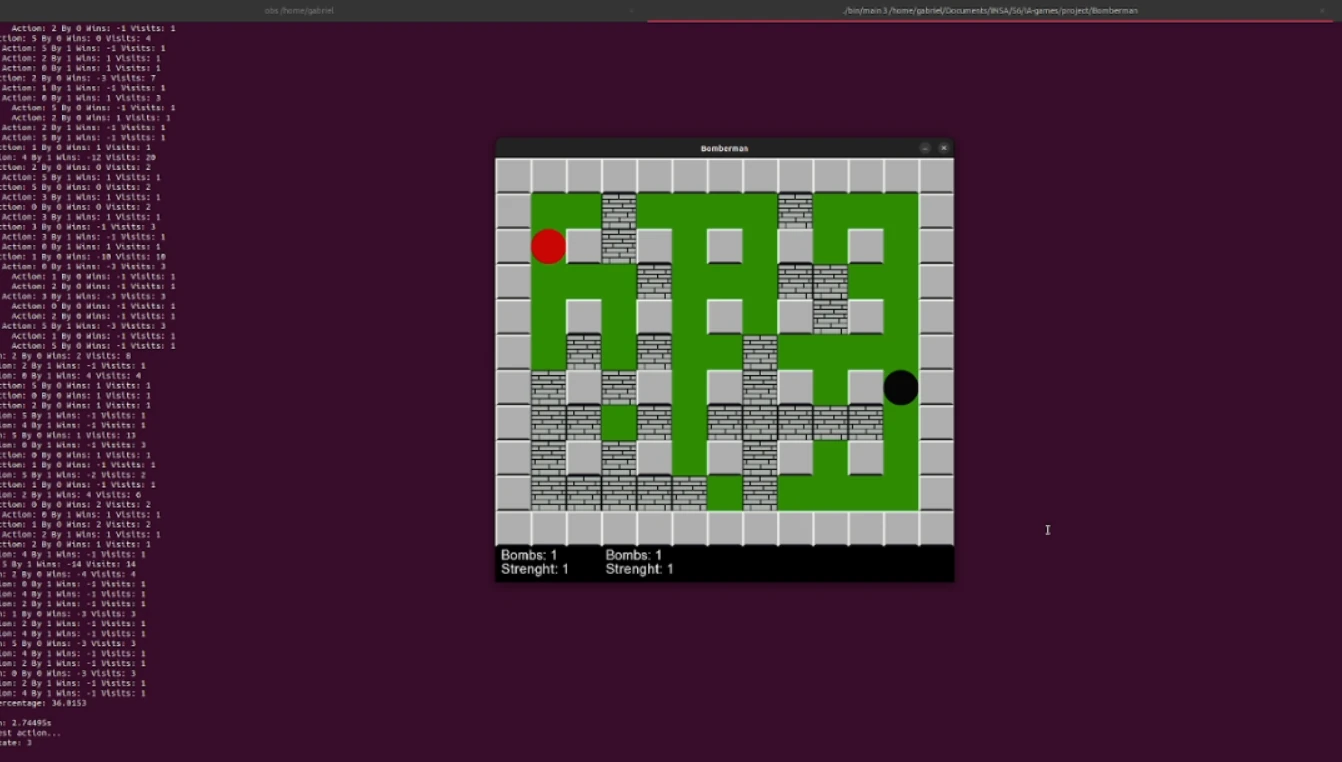 obs /home/gabriel
./bin/main 3 /home/gabriel/Documents/INSA/S6/IA-games/project/Bomberman
Action: 2 By 0 Wins: -1 Visits: 1
ction: 5 By 0 Wins: 0 Visits: 4
Action: 5 By 1 Wins: -1 Visits: 1
Action: 2 By 1 Wins: 1 Visits: 1
Action: 0 By 1 Wins: 1 Visits: 1
ction: 2 By 0 Wins: -3 Visits: 7
Action: 1 By 1 Wins: -1 Visits: 1
Action: 0 By 1 Wins: 1 Visits: 3
Action: 5 By 0 Wins: -1 Visits: 1
Action: 2 By 0 Wins: 1 Visits: 1
Action: 2 By 1 Wins: -1 Visits: 1
Action: 5 By 1 Wins: -1 Visits: 1
ction: 1 By 0 Wins: 1 Visits: 1
ion: 4 By 1 Wins: -12 Visits: 20
ction: 2 By 0 Wins: 0 Visits: 2
Action: 5 By 1 Wins: 1 Visits: 1
ction: 5 By 0 Wins: 0 Visits: 2
Action: 3 By 1 Wins: 1 Visits: 1
ction: 0 By 0 Wins: 0 Visits: 2
Action: 3 By 1 Wins: 1 Visits: 1
ction: 3 By 0 Wins: -1 Visits: 3
Action: 3 By 1 Wins: -1 Visits: 1
Action: 0 By 1 Wins: 1 Visits: 1
ction: 1 By 0 Wins: -10 Visits: 10
Action: 0 By 1 Wins: -3 Visits: 3
Action: 1 By 0 Wins: -1 Visits: 1
Action: 2 By 0 Wins: -1 Visits: 1
Action: 3 By 1 Wins: -3 Visits: 3
Action: 0 By 0 Wins: -1 Visits: 1
Action: 2 By 0 Wins: -1 Visits: 1
Action: 5 By 1 Wins: -3 Visits: 3
Action: 1 By 0 Wins: -1 Visits: 1
Action: 5 By 0 Wins: -1 Visits: 1
n: 2 By 0 Wins: 2 Visits: 8
ion: 2 By 1 Wins: -1 Visits: 1
ion: 0 By 1 Wins: 4 Visits: 4
ction: 5 By 0 Wins: 1 Visits: 1
ction: 0 By 0 Wins: 1 Visits: 1
ction: 2 By 0 Wins: 1 Visits: 1
ion: 5 By 1 Wins: -1 Visits: 1
ion: 4 By 1 Wins: -1 Visits: 1
n: 5 By 0 Wins: 1 Visits: 13
ion: 0 By 1 Wins: -1 Visits: 3
ction: 0 By 0 Wins: 1 Visits: 1
ction: 1 By 0 Wins: -1 Visits: 1
ion: 5 By 1 Wins: -2 Visits: 2
ction: 1 By 0 Wins: -1 Visits: 1
ion: 2 By 1 Wins: 4 Visits: 6
ction: 0 By 0 Wins: 2 Visits: 2
Action: 0 By 1 Wins: 1 Visits: 1
ction: 1 By 0 Wins: 2 Visits: 2
Action: 2 By 1 Wins: 1 Visits: 1
ction: 2 By 0 Wins: 1 Visits: 1
ion: 4 By 1 Wins: -1 Visits: 1
5 By 1 Wins: -14 Visits: 14
n: 2 By 0 Wins: -4 Visits: 4
ion: 0 By 1 Wins: -1 Visits: 1
ion: 4 By 1 Wins: -1 Visits: 1
ion: 2 By 1 Wins: -1 Visits: 1
n: 1 By 0 Wins: -3 Visits: 3
ion: 2 By 1 Wins: -1 Visits: 1
ion: 4 By 1 Wins: -1 Visits: 1
n: 5 By 0 Wins: -3 Visits: 3
ion: 4 By 1 Wins: -1 Visits: 1
ion: 2 By 1 Wins: -1 Visits: 1
n: 0 By 0 Wins: -3 Visits: 3
ion: 2 By 1 Wins: -1 Visits: 1
ion: 4 By 1 Wins: -1 Visits: 1
ercentage: 36.0153
n: 2.74495s
est action...
tate: 3
Bomberman
Bombs: 1 Bombs: 1
Strenght: 1 Strenght: 1